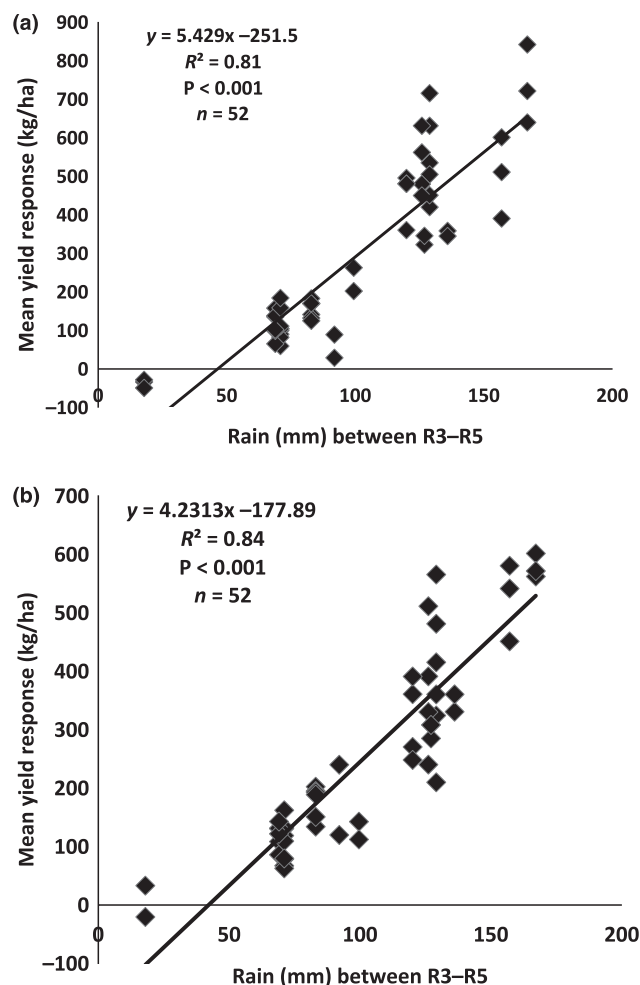 (a)
y = 5.429x –251.5
R² = 0.81
P < 0.001
n = 52
Mean yield response (kg/ha)
900
800
700
600
500
400
300
200
100
0
–100
0
50
100
150
200
Rain (mm) between R3–R5
(b)
y = 4.2313x –177.89
R² = 0.84
P < 0.001
n = 52
Mean yield response (kg/ha)
700
600
500
400
300
200
100
0
–100
0
50
100
150
200
Rain (mm) between R3–R5